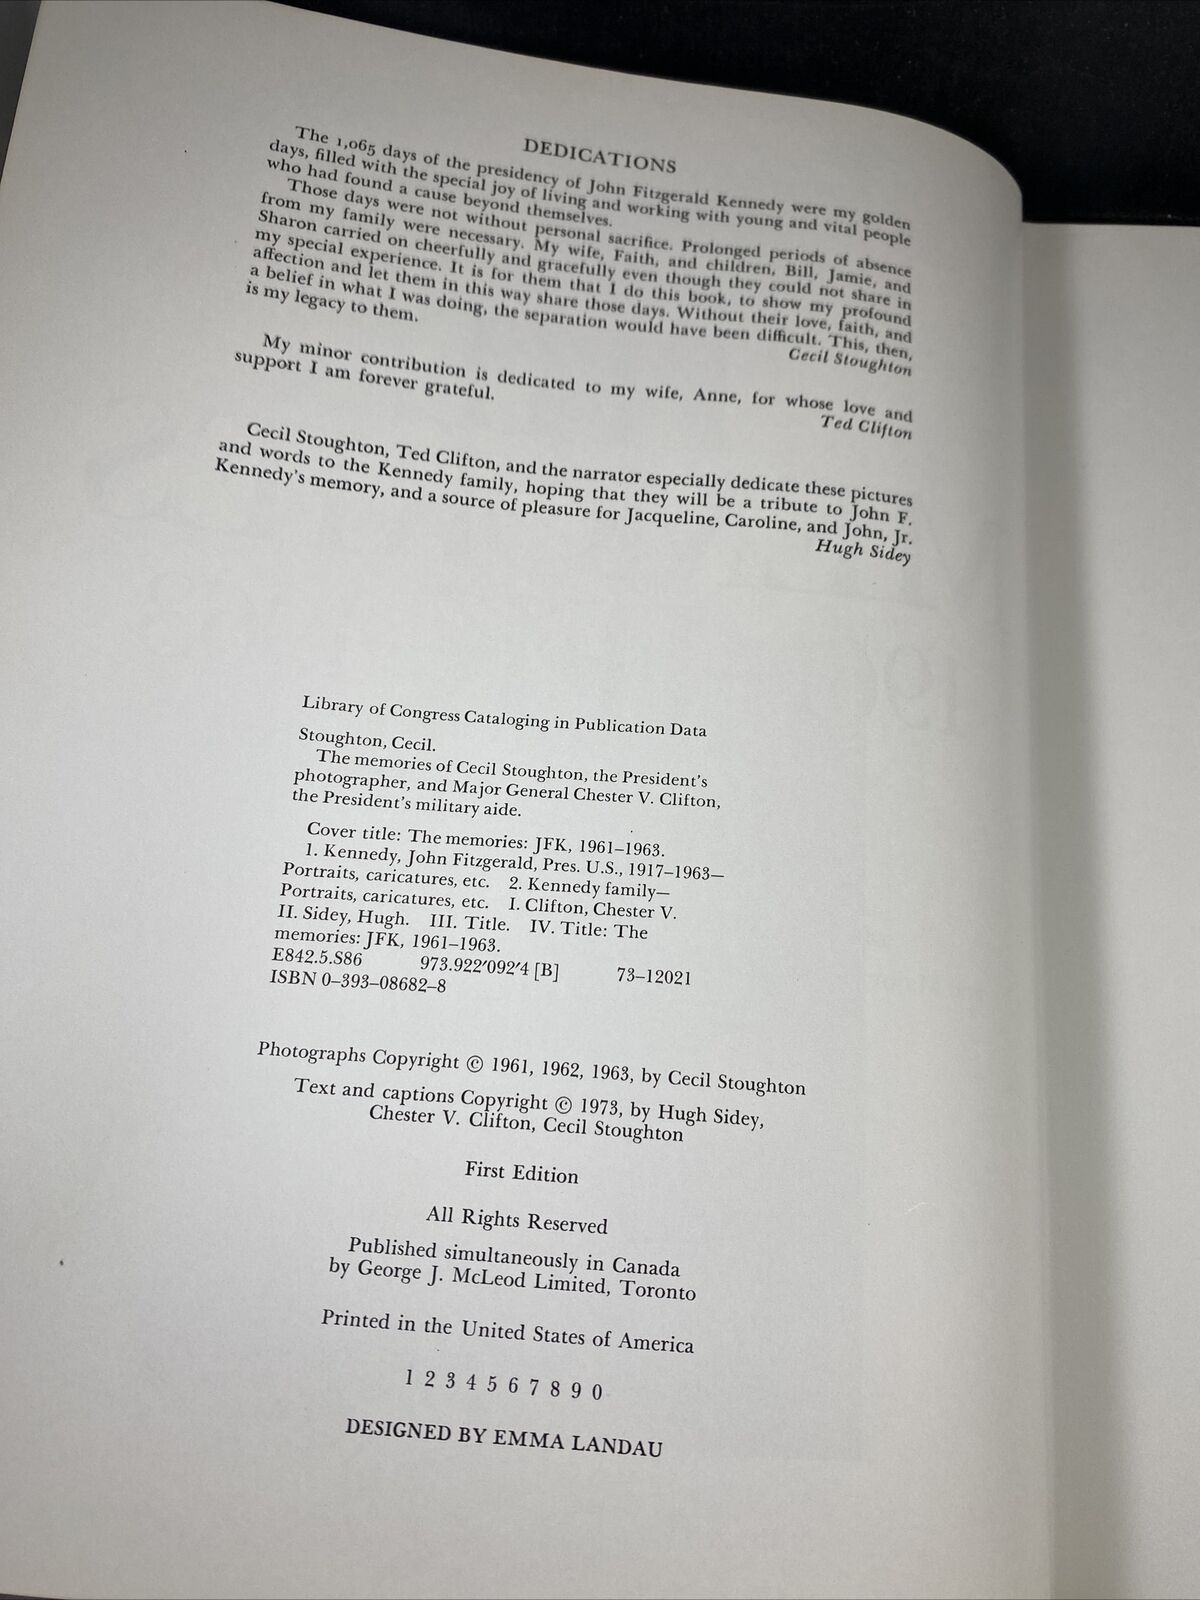 DEDICATIONS
The 1,065 days of the presidency of John Fitzgerald Kennedy were my golden
days, filled with the special joy of living and working with young and vital people
who had found a cause beyond themselves.
Those days were not without personal sacrifice. Prolonged periods of absence
from my family were necessary. My wife, Faith, and children, Bill, Jamie, and
Sharon carried on cheerfully and gracefully even though they could not share in
my special experience. It is for them that I do this book, to show my profound
affection and let them in this way share those days. Without their love, faith, and
a belief in what I was doing, the separation would have been difficult. This, then,
is my legacy to them.
Cecil Stoughton
My minor contribution is dedicated to my wife, Anne, for whose love and
support I am forever grateful.
Ted Clifton
Cecil Stoughton, Ted Clifton, and the narrator especially dedicate these pictures
and words to the Kennedy family, hoping that they will be a tribute to John F.
Kennedy's memory, and a source of pleasure for Jacqueline, Caroline, and John, Jr.
Hugh Sidey
Library of Congress Cataloging in Publication Data
Stoughton, Cecil.
The memories of Cecil Stoughton, the President's
photographer, and Major General Chester V. Clifton,
the President's military aide.
Cover title: The memories: JFK, 1961–1963.
1. Kennedy, John Fitzgerald, Pres. U.S., 1917–1963—
Portraits, caricatures, etc. 2. Kennedy family—
Portraits, caricatures, etc. I. Clifton, Chester V.
II. Sidey, Hugh. III. Title. IV. Title: The
memories: JFK, 1961–1963.
E842.5.S86 973.922'092'4 [B] 73–12021
ISBN 0–393–08682–8
Photographs Copyright © 1961, 1962, 1963, by Cecil Stoughton
Text and captions Copyright © 1973, by Hugh Sidey,
Chester V. Clifton, Cecil Stoughton
First Edition
All Rights Reserved
Published simultaneously in Canada
by George J. McLeod Limited, Toronto
Printed in the United States of America
1 2 3 4 5 6 7 8 9 0
DESIGNED BY EMMA LANDAU